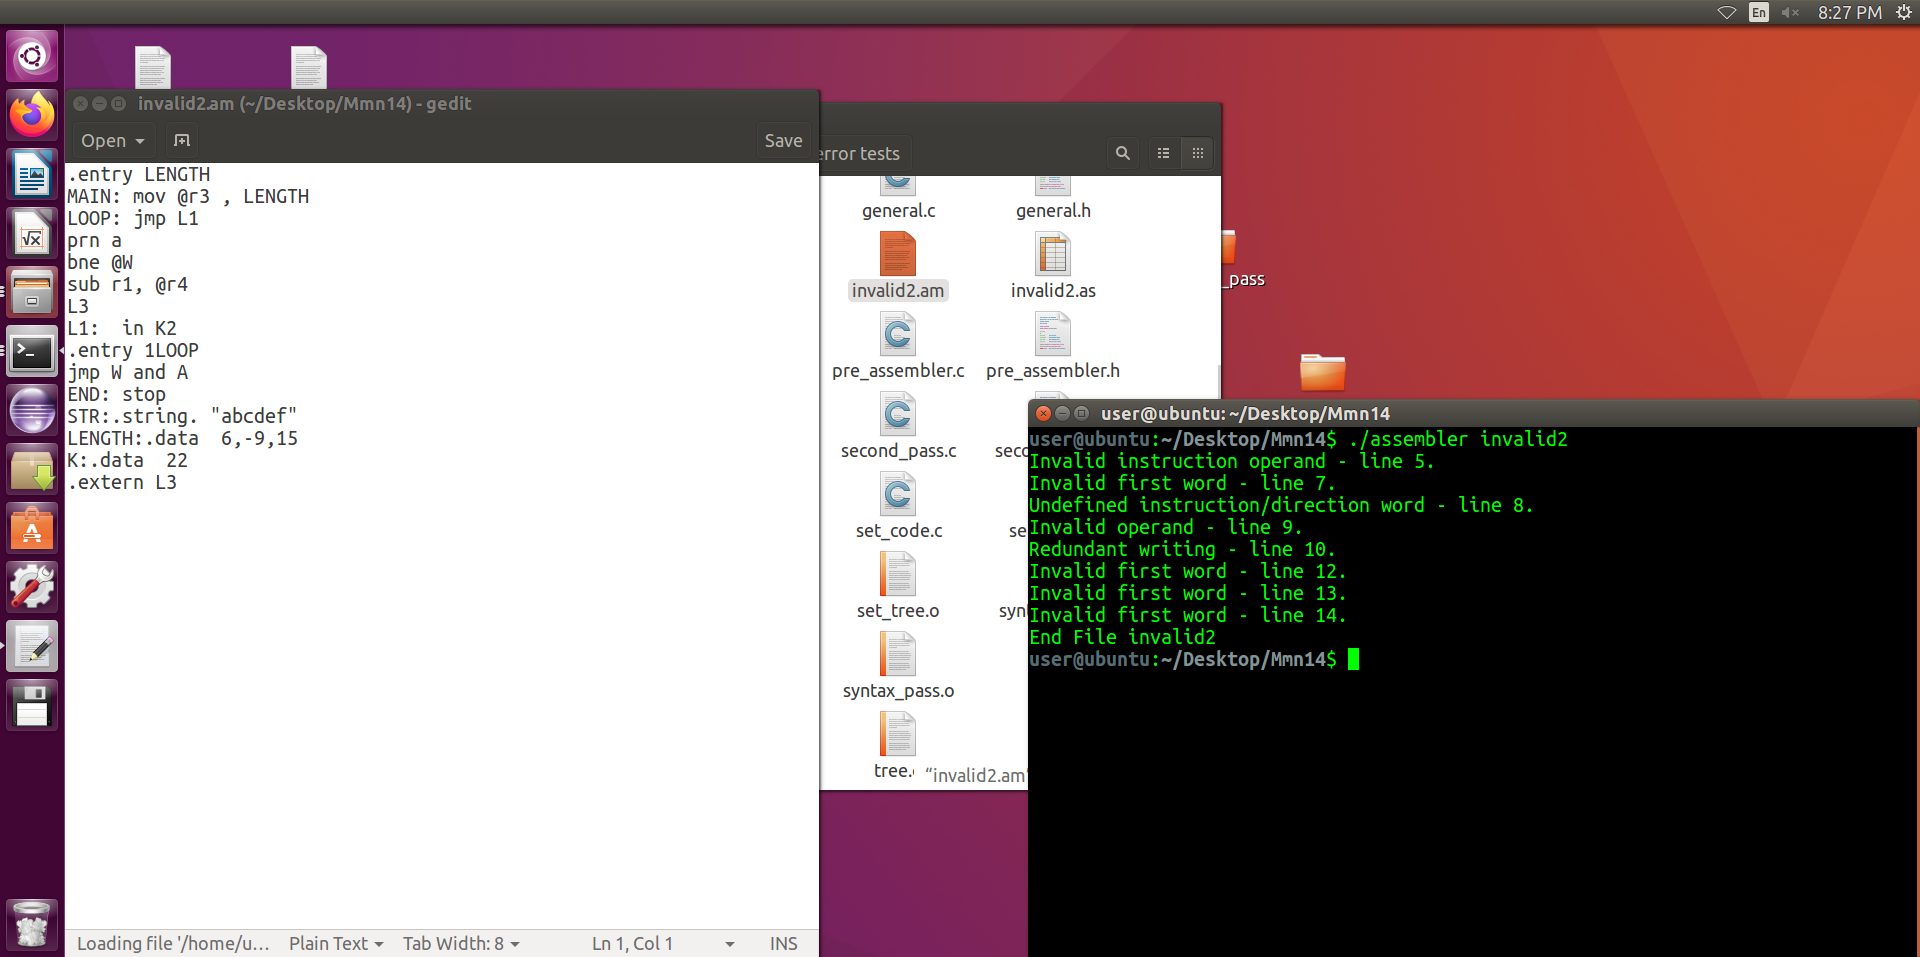 En
8:27 PM
invalid2.am (~/Desktop/Mmn14) - gedit
Open
Save
.entry LENGTH
MAIN: mov @r3 , LENGTH
LOOP: jmp L1
prn a
bne @W
sub r1, @r4
L3
L1:  in K2
.entry 1LOOP
jmp W and A
END: stop
STR:.string. "abcdef"
LENGTH:.data  6,-9,15
K:.data  22
.extern L3
Loading file '/home/u...
Plain Text
Tab Width: 8
Ln 1, Col 1
INS
error tests
general.c
general.h
invalid2.am
invalid2.as
pre_assembler.c
pre_assembler.h
second_pass.c
set_code.c
set_tree.o
syntax_pass.o
"invalid2.am"
_pass
user@ubuntu: ~/Desktop/Mmn14
user@ubuntu:~/Desktop/Mmn14$ ./assembler invalid2
Invalid instruction operand - line 5.
Invalid first word - line 7.
Undefined instruction/direction word - line 8.
Invalid operand - line 9.
Redundant writing - line 10.
Invalid first word - line 12.
Invalid first word - line 13.
Invalid first word - line 14.
End File invalid2
user@ubuntu:~/Desktop/Mmn14$